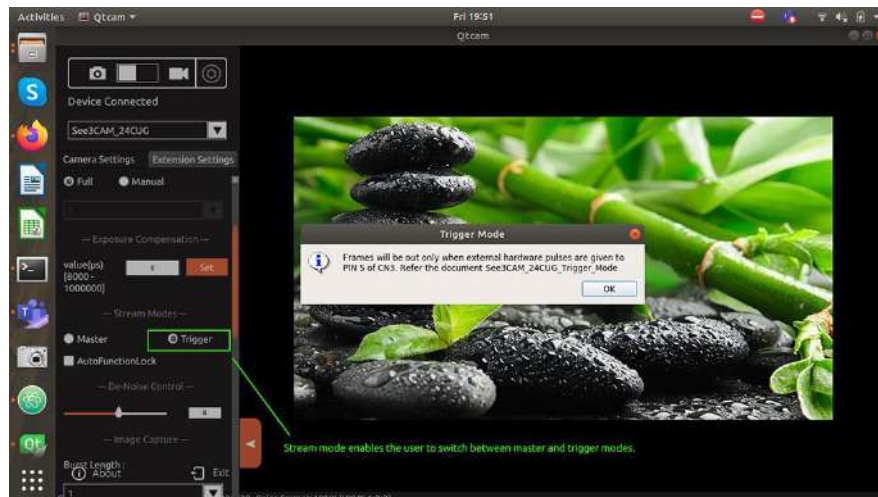 Activities
Qtcam
Fri 19:51
Qtcam
Device Connected
See3CAM_24CUG
Camera Settings
Extension Settings
Full
Manual
--- Exposure Compensation ---
value(µs)
[8000 -
1000000]
Set
--- Stream Modes ---
Master
Trigger
AutoFunctionLock
--- De-Noise Control ---
8
--- Image Capture ---
Burst Length :
About
Exit
1
Trigger Mode
Frames will be out only when external hardware pulses are given to
PIN 5 of CN3. Refer the document See3CAM_24CUG_Trigger_Mode
OK
Stream mode enables the user to switch between master and trigger modes.
Qt